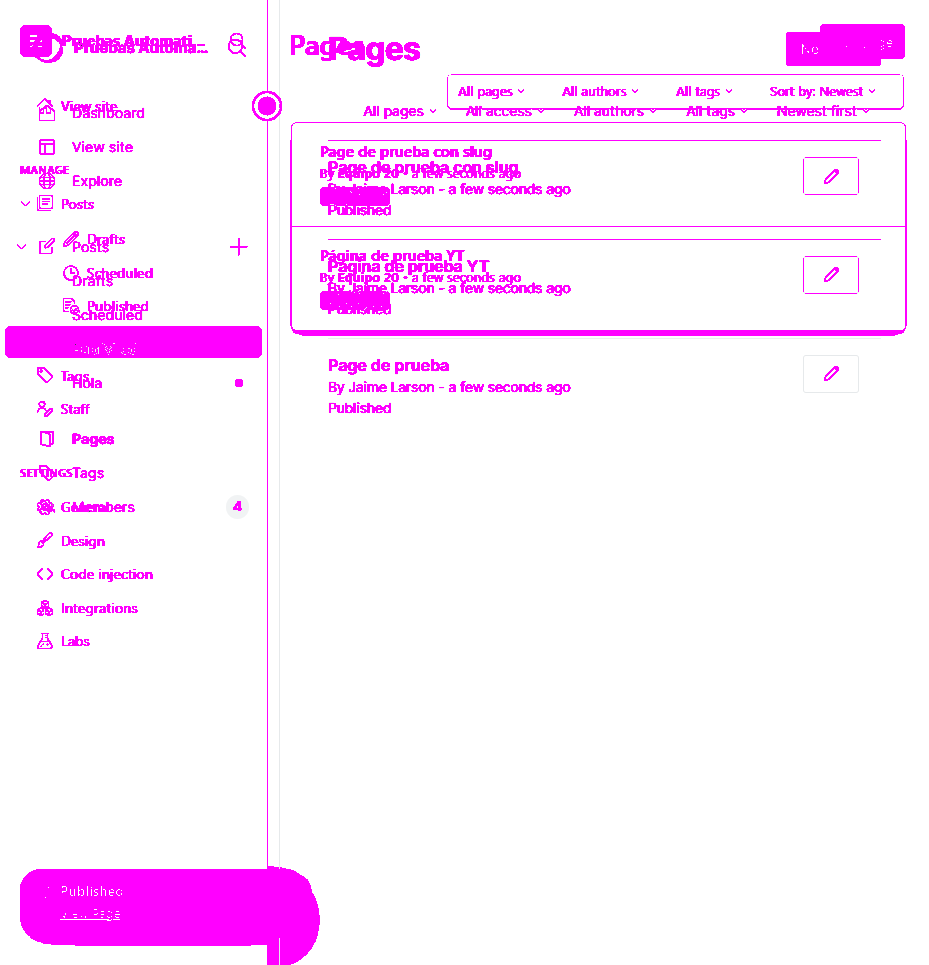 Pruebas Automati...
Pruebas Automa...
View site
Dashboard
View site
MANAGE
Explore
Posts
Drafts
Posts
Scheduled
Drafts
Published
Scheduled
Tags
Hola
Staff
Pages
SETTINGS
Tags
General
Members
4
Design
Code injection
Integrations
Labs
Published
View Page
Pages
Pages
All pages
All authors
All tags
Sort by: Newest
All pages
All access
All authors
All tags
Newest first
Page de prueba con slug
By Equipo 20 • a few seconds ago
Page de prueba con slug
By Jaime Larson - a few seconds ago
Published
Página de prueba YT
By Equipo 20 • a few seconds ago
Página de prueba YT
By Jaime Larson - a few seconds ago
Published
Page de prueba
By Jaime Larson - a few seconds ago
Published